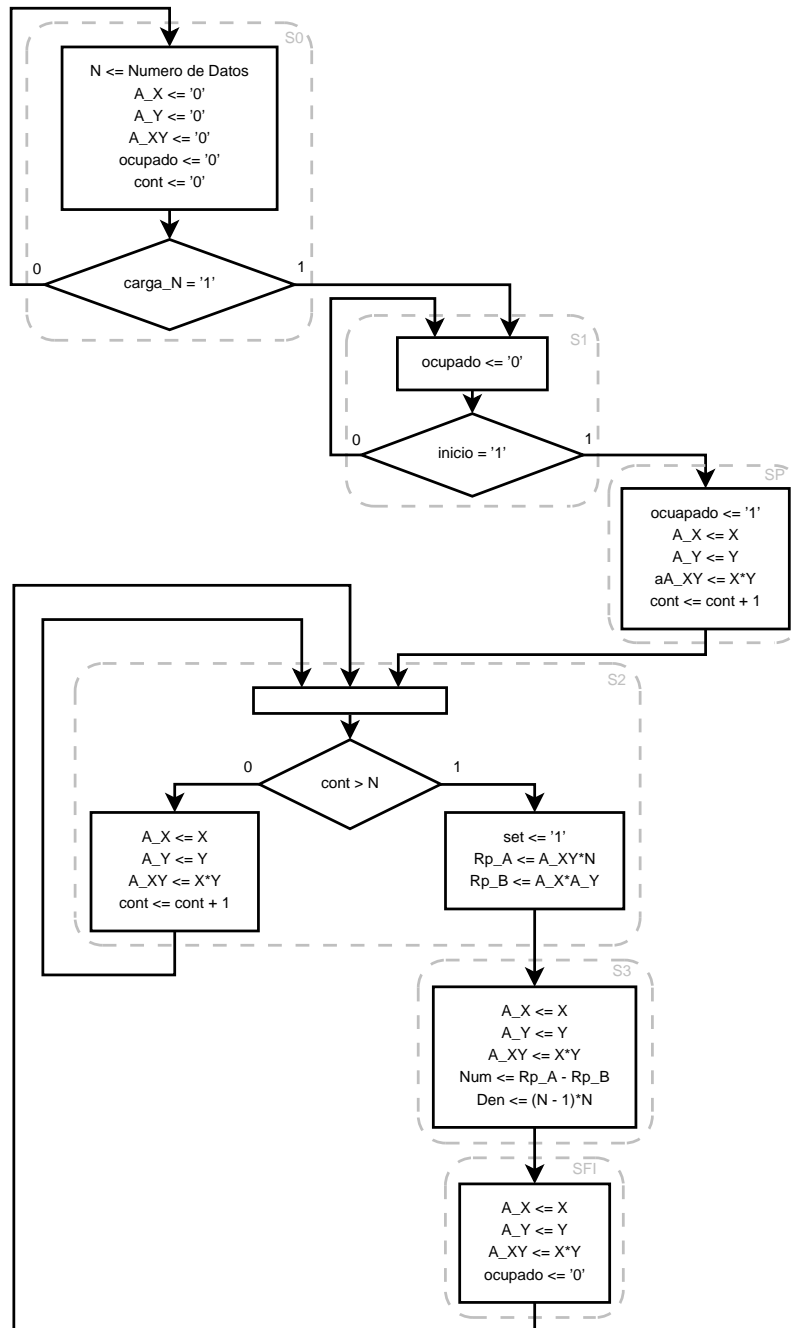 S0
N <= Numero de Datos
A_X <= '0'
A_Y <= '0'
A_XY <= '0'
ocupado <= '0'
cont <= '0'
0
carga_N = '1'
1
S1
ocupado <= '0'
0
inicio = '1'
1
SP
ocuapado <= '1'
A_X <= X
A_Y <= Y
aA_XY <= X*Y
cont <= cont + 1
S2
0
cont > N
1
A_X <= X
A_Y <= Y
A_XY <= X*Y
cont <= cont + 1
set <= '1'
Rp_A <= A_XY*N
Rp_B <= A_X*A_Y
S3
A_X <= X
A_Y <= Y
A_XY <= X*Y
Num <= Rp_A - Rp_B
Den <= (N - 1)*N
SFI
A_X <= X
A_Y <= Y
A_XY <= X*Y
ocupado <= '0'